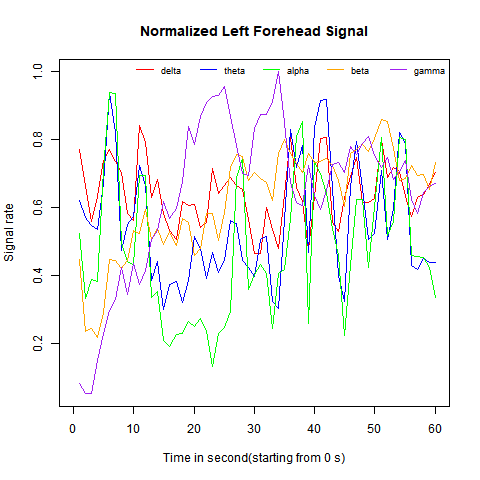 Normalized Left Forehead Signal
delta theta alpha beta gamma
Signal rate
1.0
0.8
0.6
0.4
0.2
0 10 20 30 40 50 60
Time in second(starting from 0 s)